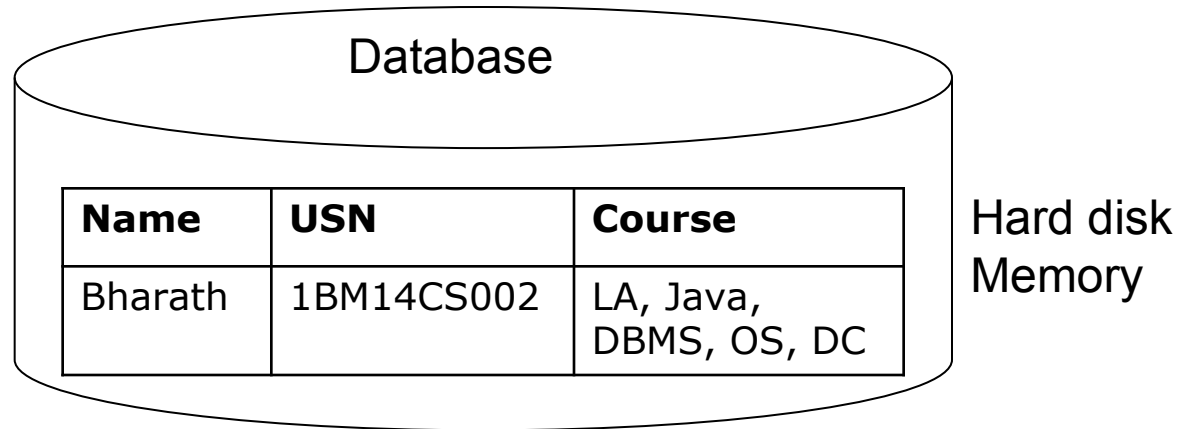 Database
Name USN Course
Hard disk
Memory
Bharath 1BM14CS002 LA, Java,
DBMS, OS, DC